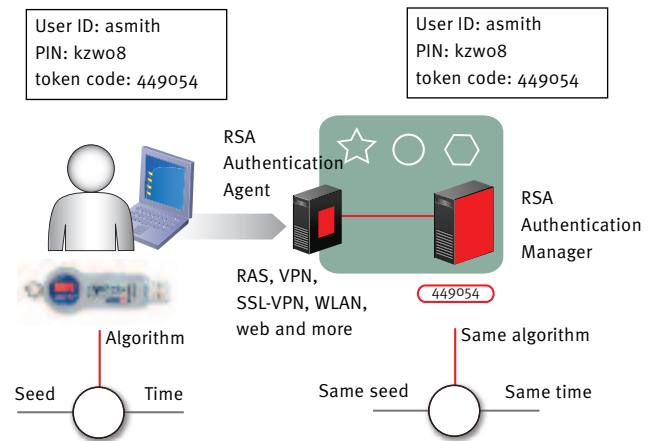 User ID: asmith
PIN: kzwo8
token code: 449054
User ID: asmith
PIN: kzwo8
token code: 449054
RSA
Authentication
Agent
RSA
Authentication
Manager
RAS, VPN,
SSL-VPN, WLAN,
web and more
449054
Algorithm
Seed
Time
Same algorithm
Same seed
Same time